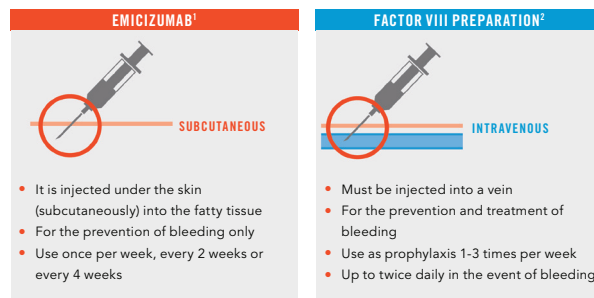 EMICIZUMAB¹
SUBCUTANEOUS
• It is injected under the skin
(subcutaneously) into the fatty tissue
• For the prevention of bleeding only
• Use once per week, every 2 weeks or
every 4 weeks
FACTOR VIII PREPARATION²
INTRAVENOUS
• Must be injected into a vein
• For the prevention and treatment of
bleeding
• Use as prophylaxis 1-3 times per week
• Up to twice daily in the event of bleeding